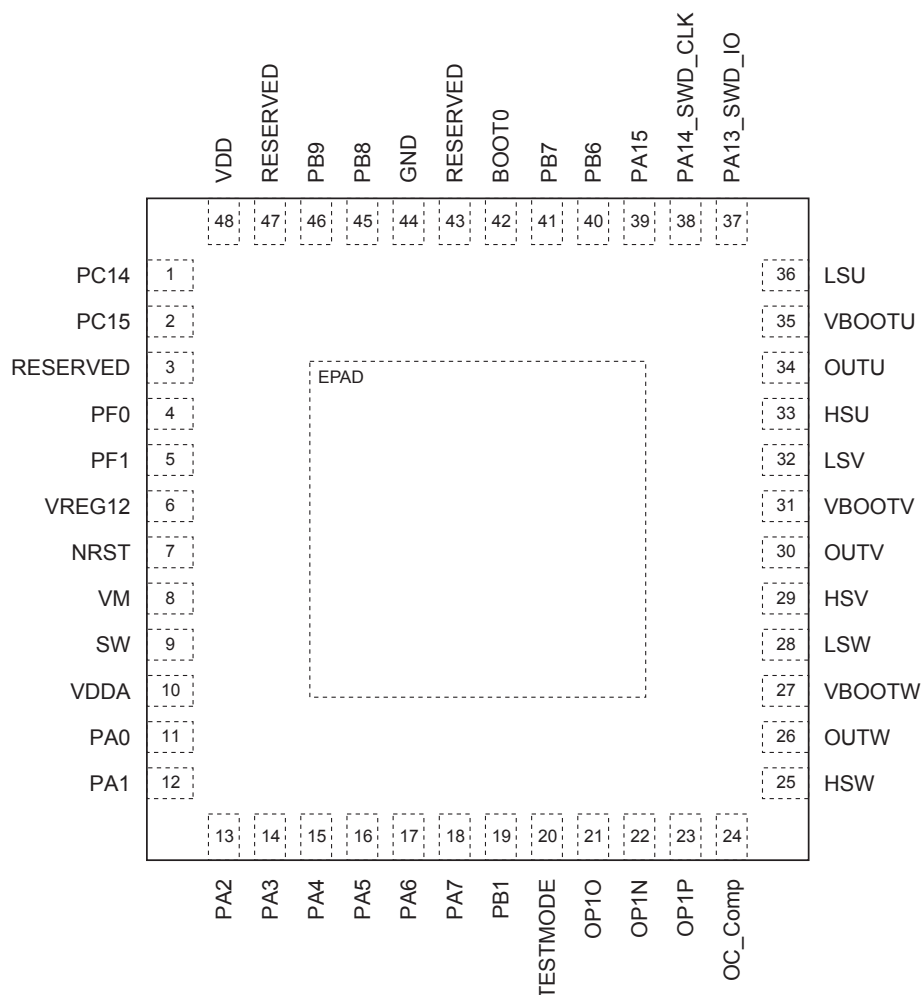 VDD
RESERVED
PB9
PB8
GND
RESERVED
BOOT0
PB7
PB6
PA15
PA14_SWD_CLK
PA13_SWD_IO
48 47 46 45 44 43 42 41 40 39 38 37
PC14 1 36 LSU
PC15 2 35 VBOOTU
RESERVED 3 34 OUTU
EPAD
PF0 4 33 HSU
PF1 5 32 LSV
VREG12 6 31 VBOOTV
NRST 7 30 OUTV
VM 8 29 HSV
SW 9 28 LSW
VDDA 10 27 VBOOTW
PA0 11 26 OUTW
PA1 12 25 HSW
13 14 15 16 17 18 19 20 21 22 23 24
PA2
PA3
PA4
PA5
PA6
PA7
PB1
TESTMODE
OP1O
OP1N
OP1P
OC_Comp